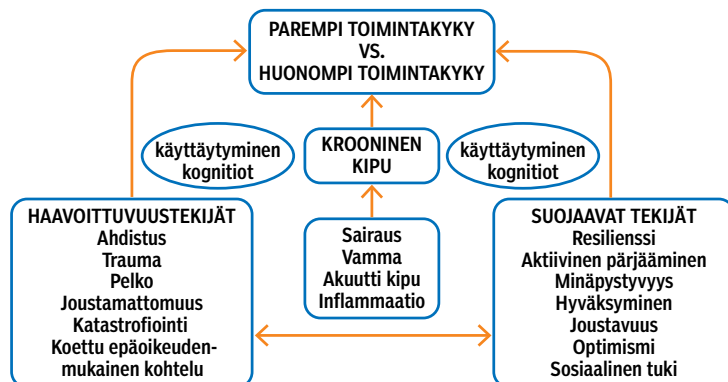 PAREMPI TOIMINTAKYKY
VS.
HUONOMPI TOIMINTAKYKY
käyttäytyminen
kognitiot
KROONINEN
KIPU
käyttäytyminen
kognitiot
HAAVOITTUVUUSTEKIJÄT
Ahdistus
Trauma
Pelko
Joustamattomuus
Katastrofiointi
Koettu epäoikeuden-
mukainen kohtelu
Sairaus
Vamma
Akuutti kipu
Inflammaatio
SUOJAAVAT TEKIJÄT
Resilienssi
Aktiivinen pärjääminen
Minäpystyvyys
Hyväksyminen
Joustavuus
Optimismi
Sosiaalinen tuki